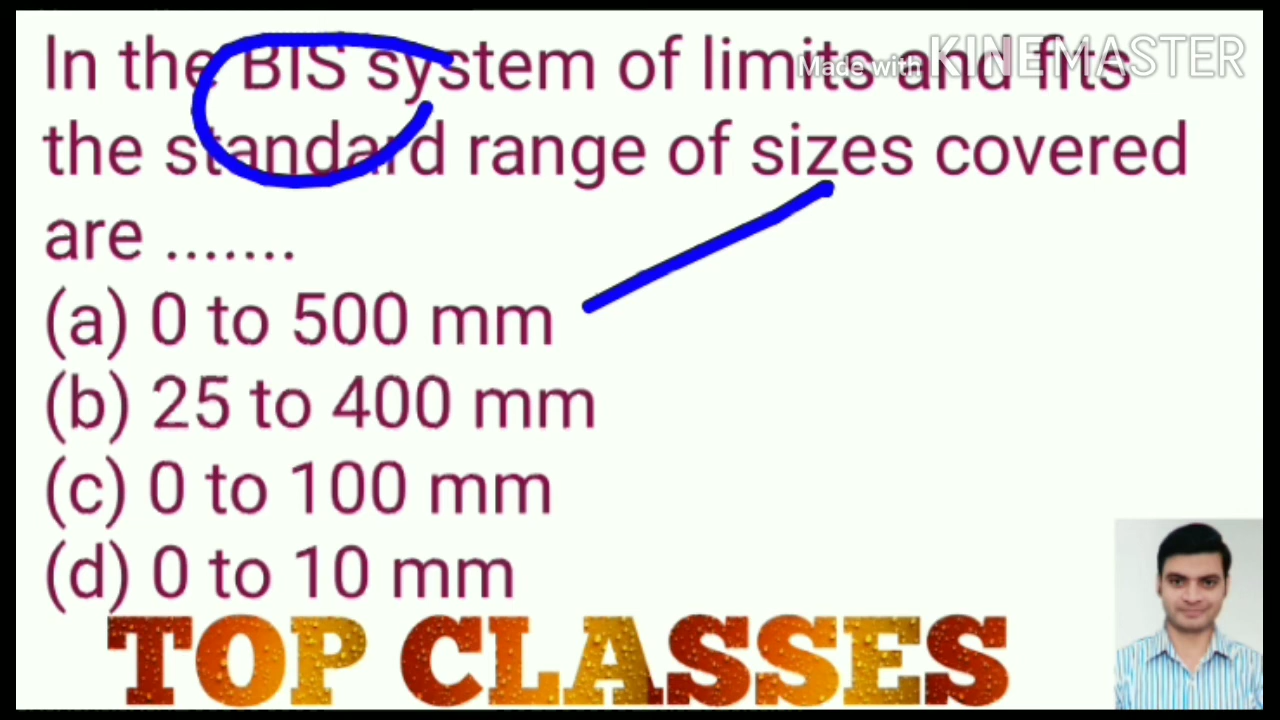 In the BIS system of limits and fits
Made with KINEMASTER
the standard range of sizes covered
are .......
(a) 0 to 500 mm
(b) 25 to 400 mm
(c) 0 to 100 mm
(d) 0 to 10 mm
TOP CLASSES